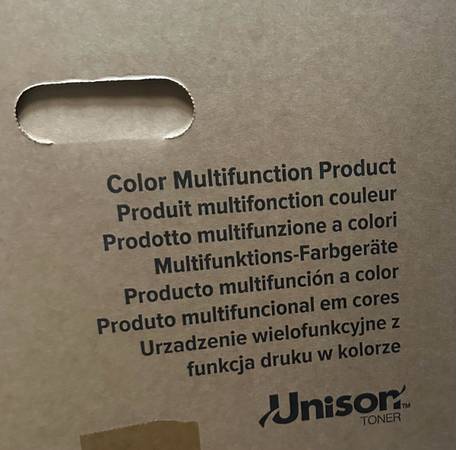 Color Multifunction Product
Produit multifonction couleur
Prodotto multifunzione a colori
Multifunktions-Farbgeräte
Producto multifunción a color
Produto multifuncional em cores
Urzadzenie wielofunkcyjne z
funkcja druku w kolorze
Unison™
TONER